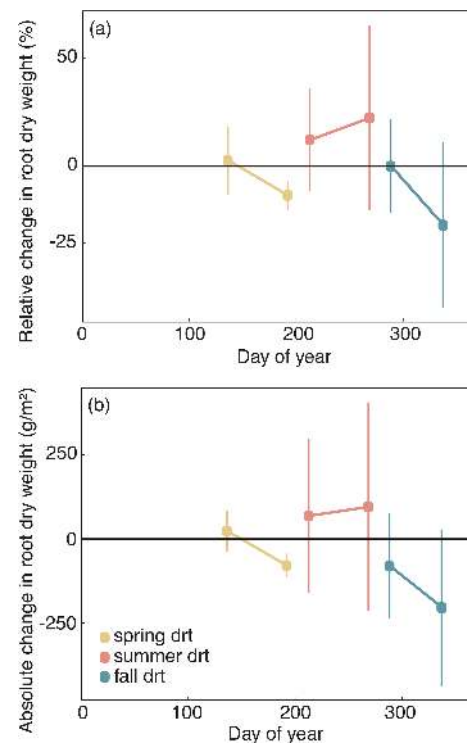 (a)
Relative change in root dry weight (%)
50
0
-25
0 100 200 300
Day of year
(b)
Absolute change in root dry weight (g/m²)
250
0
-250
spring drt
summer drt
fall drt
0 100 200 300
Day of year